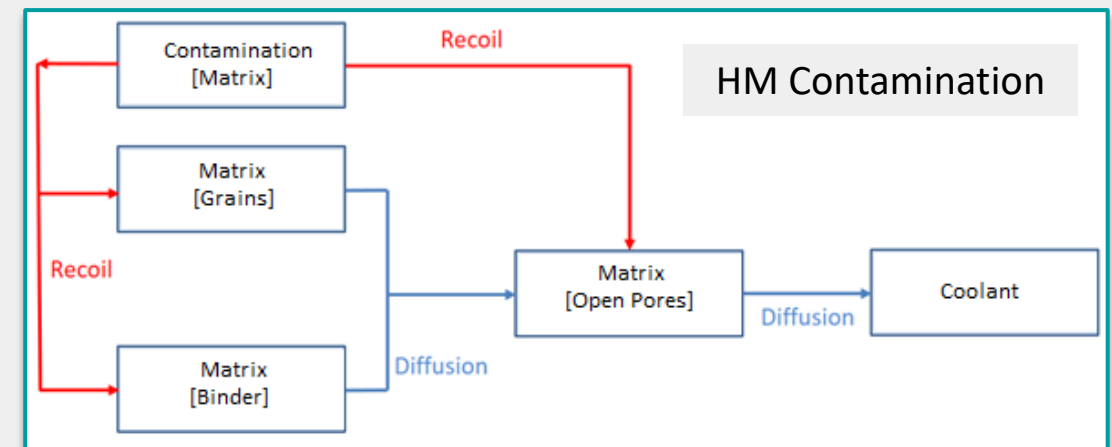 Contamination
[Matrix]
Recoil
HM Contamination
Matrix
[Grains]
Recoil
Matrix
[Open Pores]
Diffusion
Coolant
Matrix
[Binder]
Diffusion